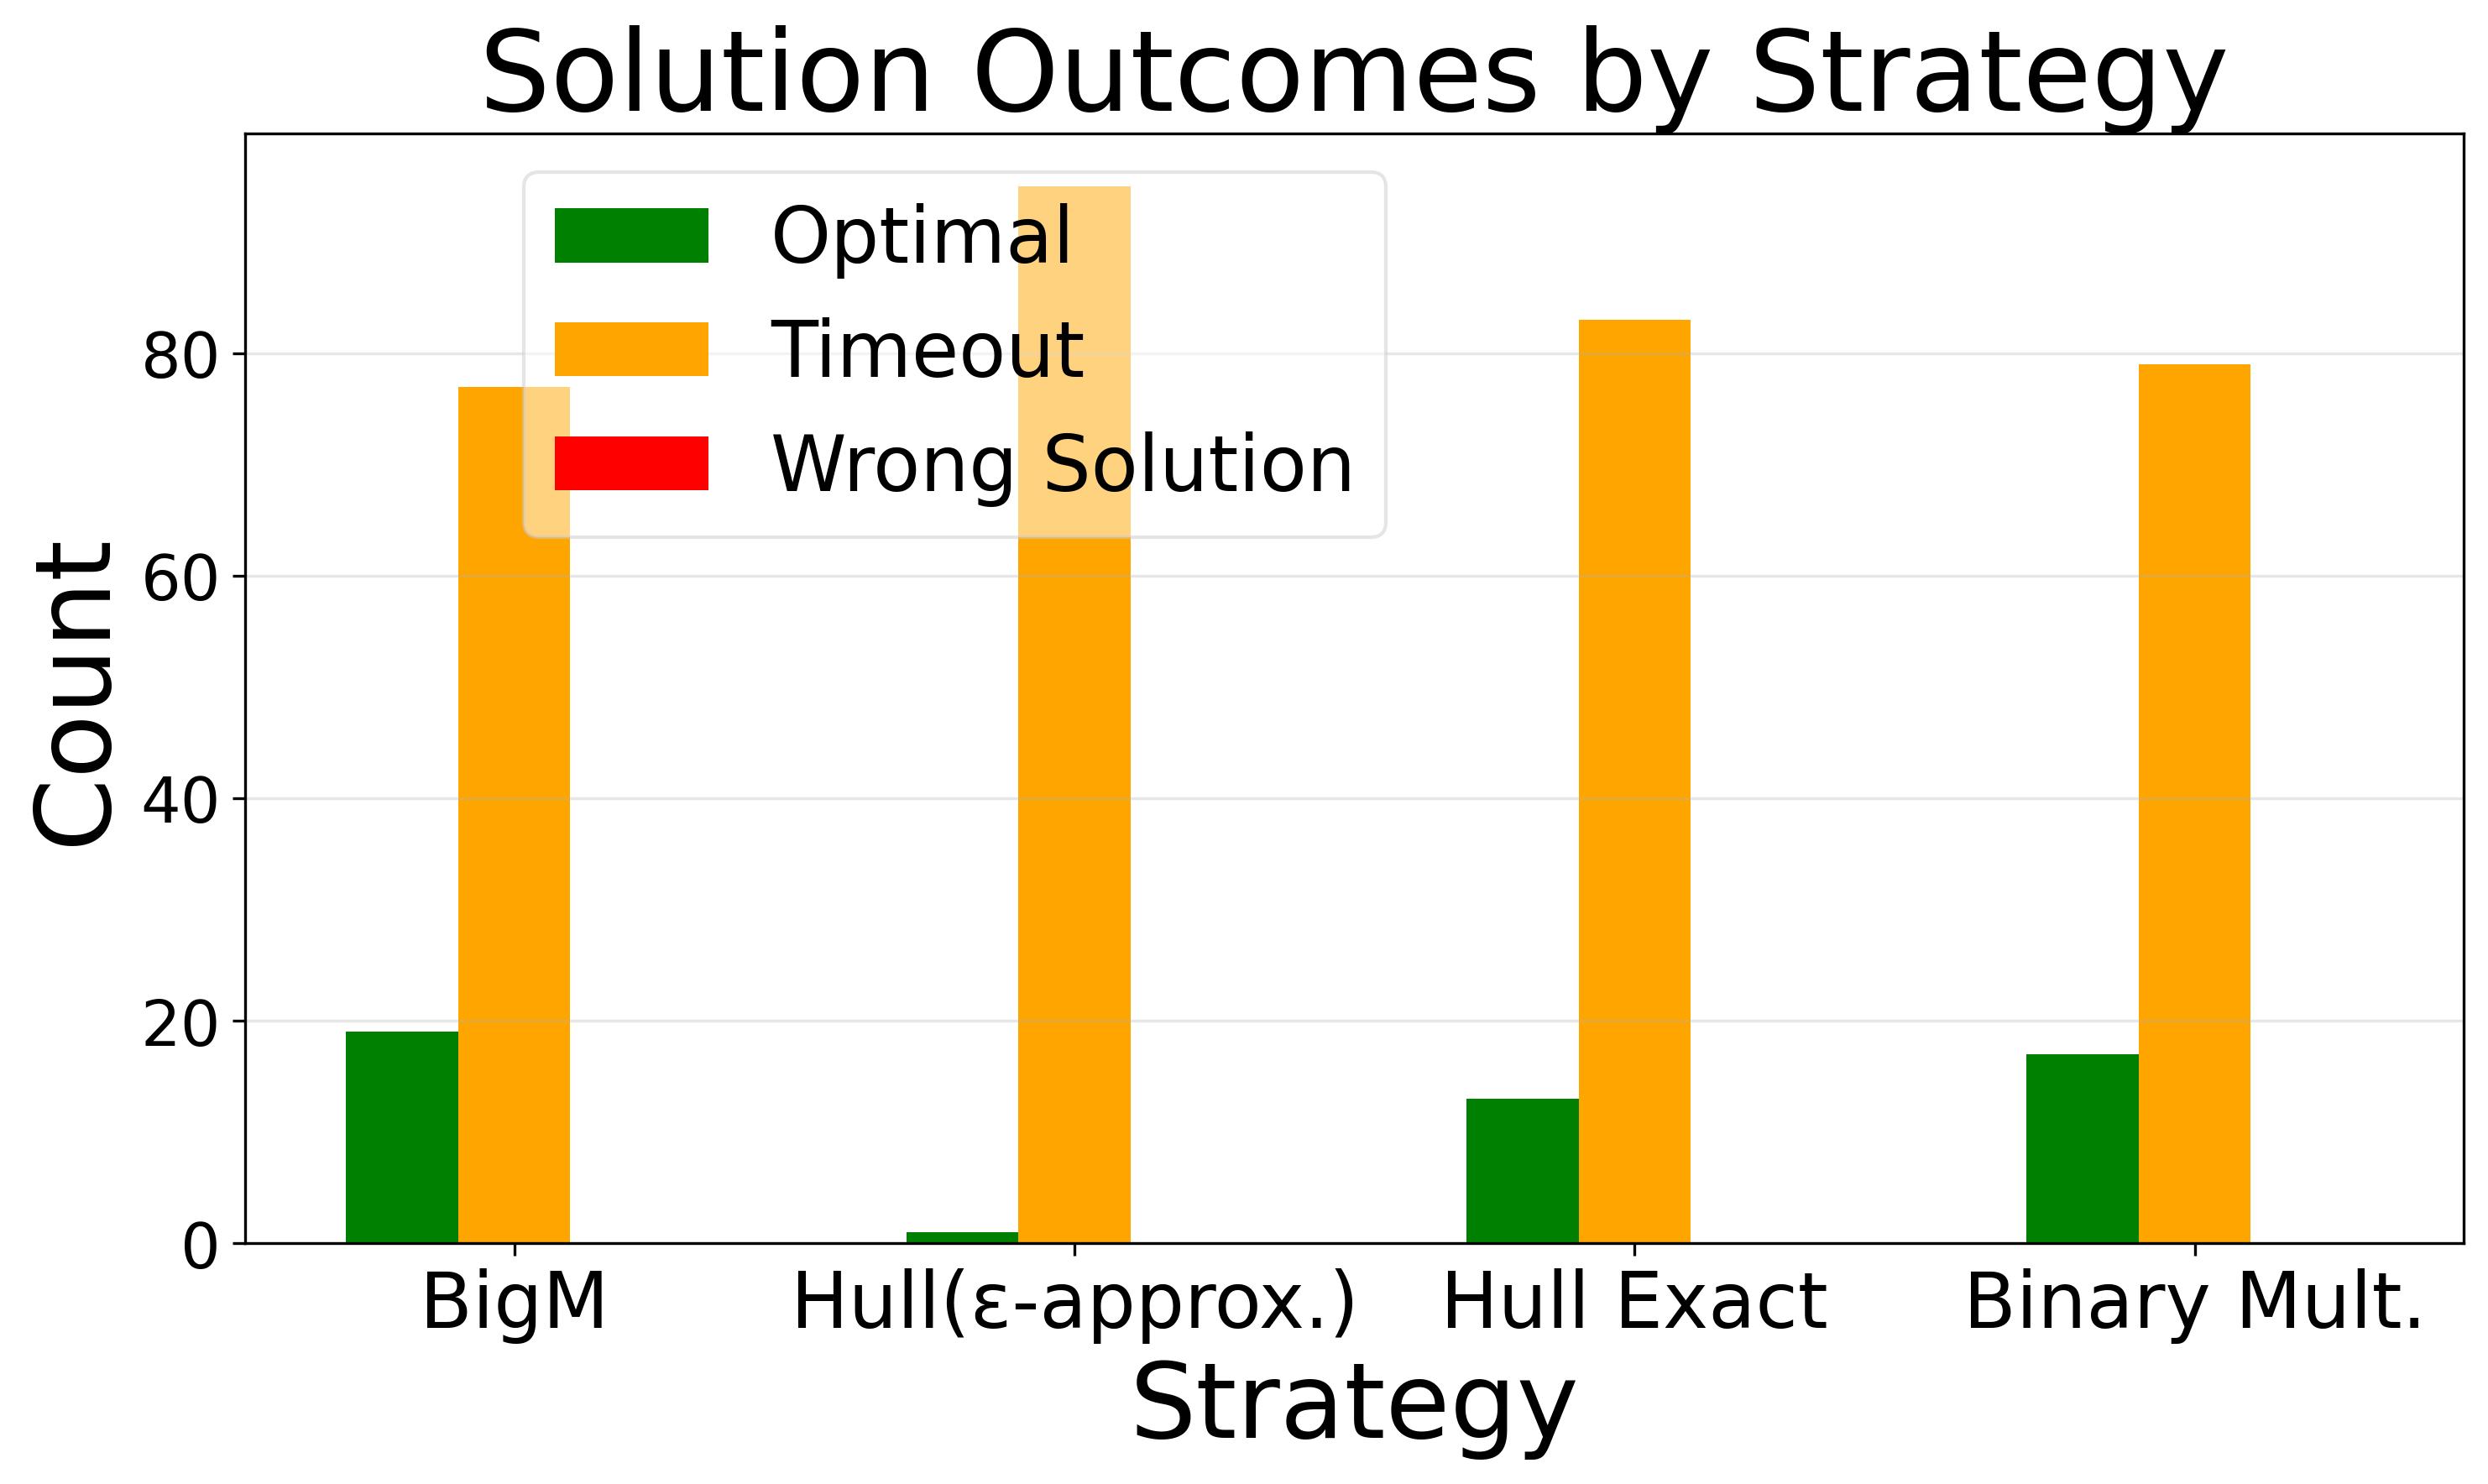 Solution Outcomes by Strategy
Optimal
Timeout
Wrong Solution
Count
80
60
40
20
0
BigM Hull(ε-approx.) Hull Exact Binary Mult.
Strategy